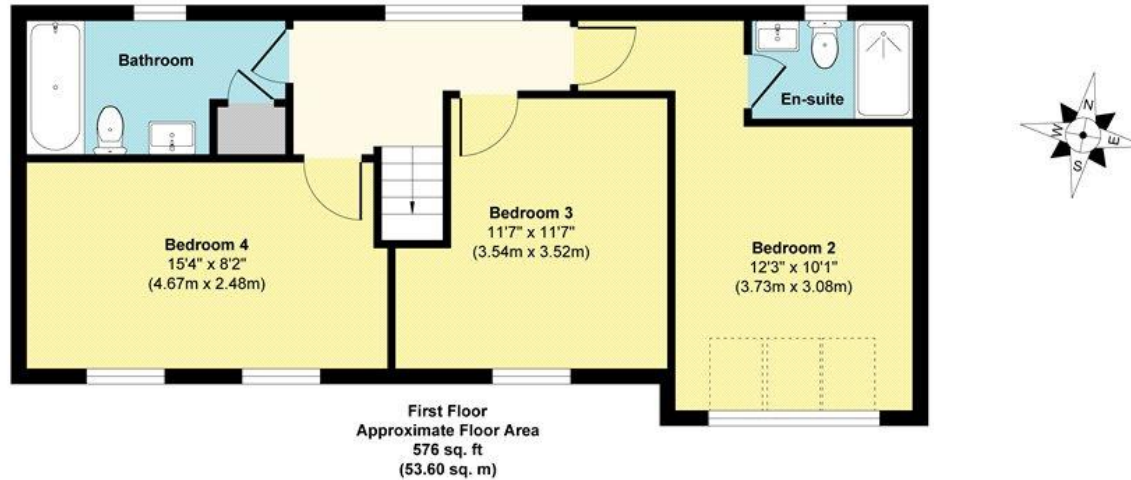 Bathroom
En-suite
N
W
E
S
Bedroom 4
15'4" x 8'2"
(4.67m x 2.48m)
Bedroom 3
11'7" x 11'7"
(3.54m x 3.52m)
Bedroom 2
12'3" x 10'1"
(3.73m x 3.08m)
First Floor
Approximate Floor Area
576 sq. ft
(53.60 sq. m)